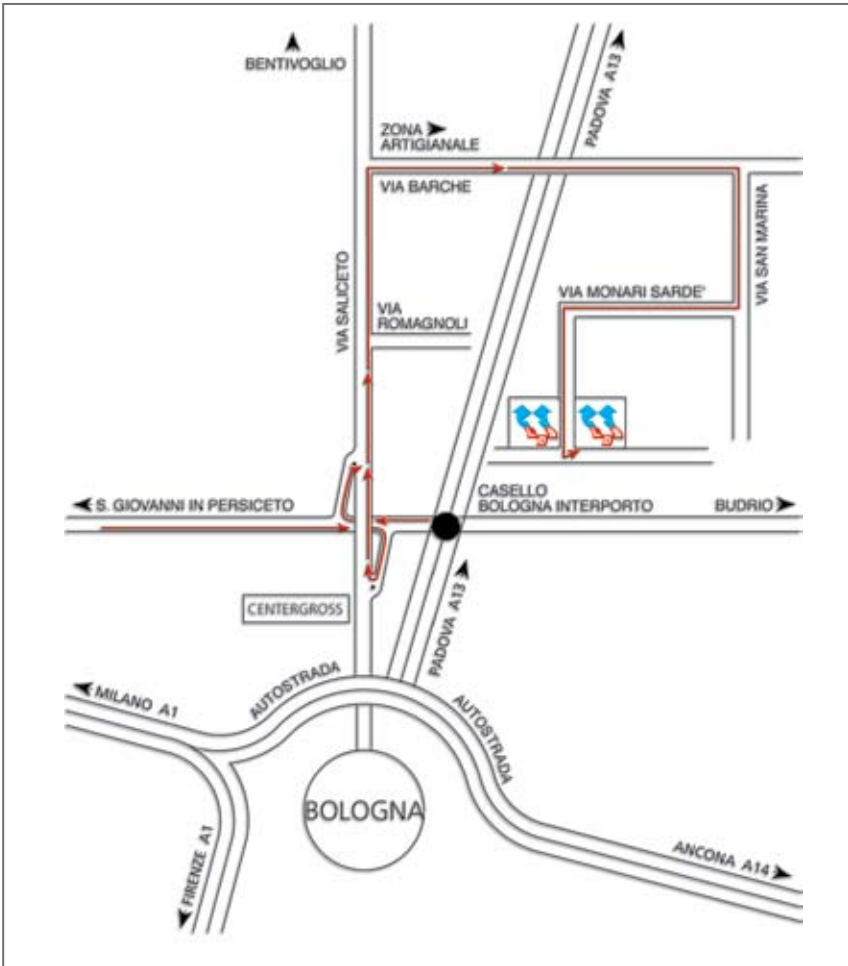 BENTIVOGLIO
PADOVA A13
ZONA
ARTIGIANALE
VIA BARCHE
VIA SAN MARINA
VIA SALICETO
VIA MONARI SARDE'
VIA
ROMAGNOLI
S. GIOVANNI IN PERSICETO
CASELLO
BOLOGNA INTERPORTO
BUDRIO
CENTERGROSS
PADOVA A13
MILANO A1
AUTOSTRADA
AUTOSTRADA
BOLOGNA
FIRENZE A1
ANCONA A14